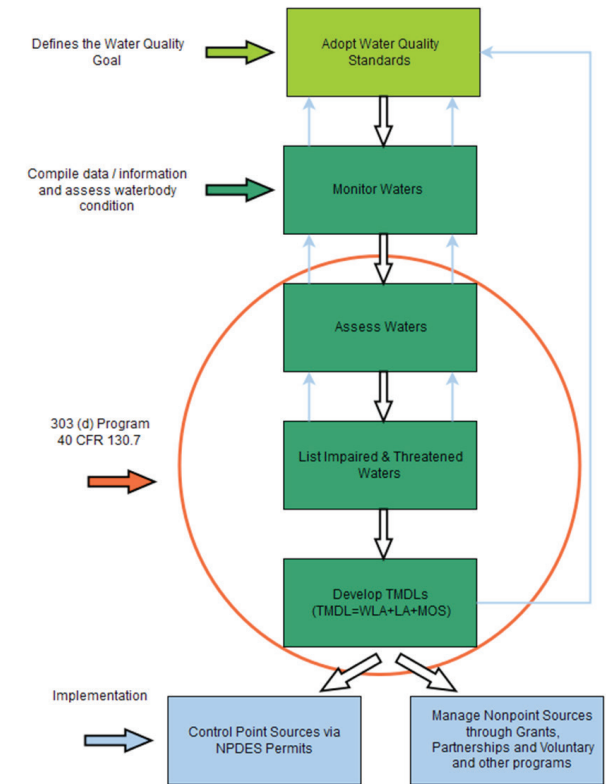 Defines the Water Quality
Goal
Adopt Water Quality
Standards
Compile data / information
and assess waterbody
condition
Monitor Waters
Assess Waters
303 (d) Program
40 CFR 130.7
List Impaired & Threatened
Waters
Develop TMDLs
(TMDL=WLA+LA+MOS)
Implementation
Control Point Sources via
NPDES Permits
Manage Nonpoint Sources
through Grants,
Partnerships and Voluntary
and other programs